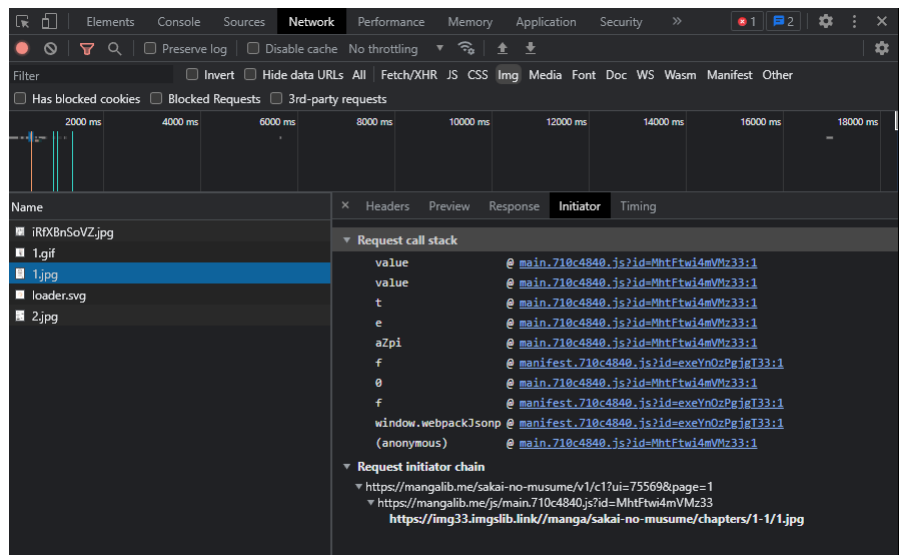 Elements Console Sources Network Performance Memory Application Security » 1 2
Preserve log Disable cache No throttling
Filter Invert Hide data URLs All Fetch/XHR JS CSS Img Media Font Doc WS Wasm Manifest Other
Has blocked cookies Blocked Requests 3rd-party requests
2000 ms 4000 ms 6000 ms 8000 ms 10000 ms 12000 ms 14000 ms 16000 ms 18000 ms
Name
× Headers Preview Response Initiator Timing
iRfXBnSoVZ.jpg
1.gif
1.jpg
loader.svg
2.jpg
Request call stack
value @ main.710c4840.js?id=MhtFtwi4mVMz33:1
value @ main.710c4840.js?id=MhtFtwi4mVMz33:1
t @ main.710c4840.js?id=MhtFtwi4mVMz33:1
e @ main.710c4840.js?id=MhtFtwi4mVMz33:1
aZpi @ main.710c4840.js?id=MhtFtwi4mVMz33:1
f @ manifest.710c4840.js?id=exeYnOzPgjgT33:1
0 @ main.710c4840.js?id=MhtFtwi4mVMz33:1
f @ manifest.710c4840.js?id=exeYnOzPgjgT33:1
window.webpackJsonp @ manifest.710c4840.js?id=exeYnOzPgjgT33:1
(anonymous) @ main.710c4840.js?id=MhtFtwi4mVMz33:1
Request initiator chain
https://mangalib.me/sakai-no-musume/v1/c1?ui=75569&page=1
https://mangalib.me/js/main.710c4840.js?id=MhtFtwi4mVMz33
https://img33.imgslib.link//manga/sakai-no-musume/chapters/1-1/1.jpg